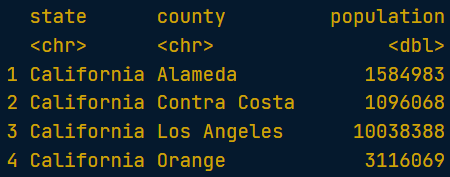 state county population
<chr> <chr> <dbl>
1 California Alameda 1584983
2 California Contra Costa 1096068
3 California Los Angeles 10038388
4 California Orange 3116069